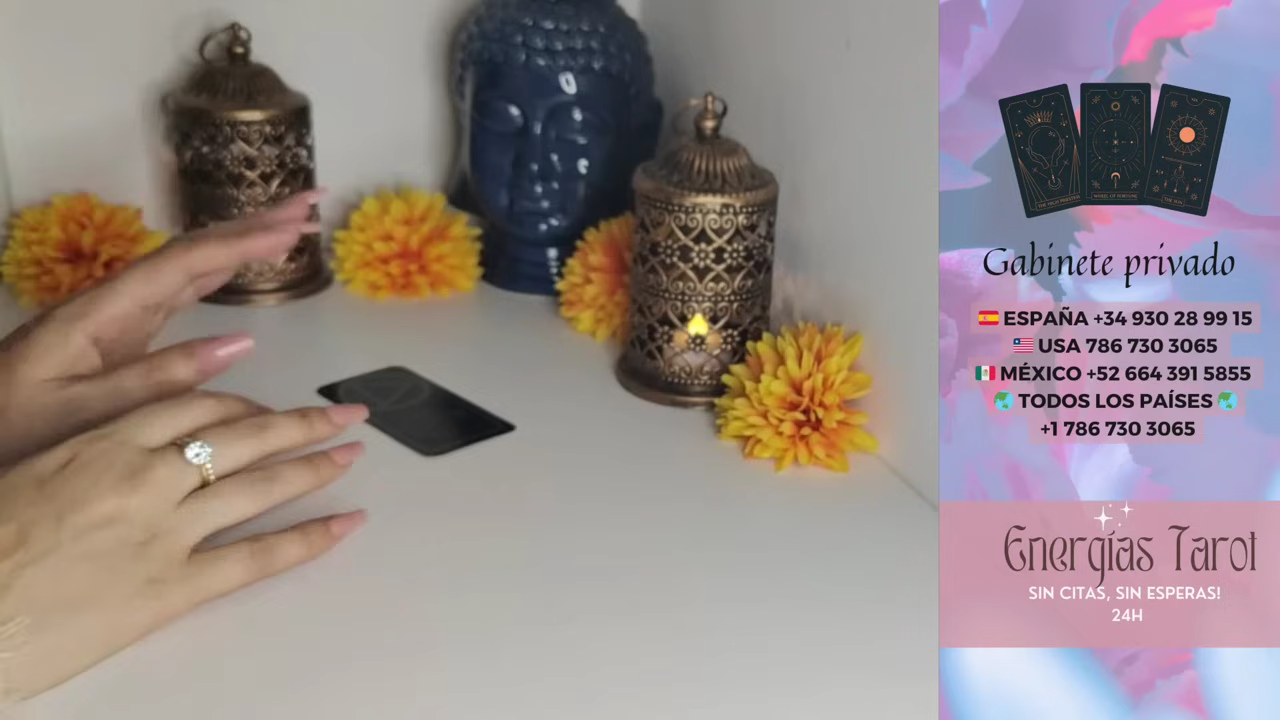 Gabinete privado
ESPAÑA +34 930 28 99 15
USA 786 730 3065
MÉXICO +52 664 391 5855
TODOS LOS PAÍSES
+1 786 730 3065
Energías Tarot
SIN CITAS, SIN ESPERAS!
24H